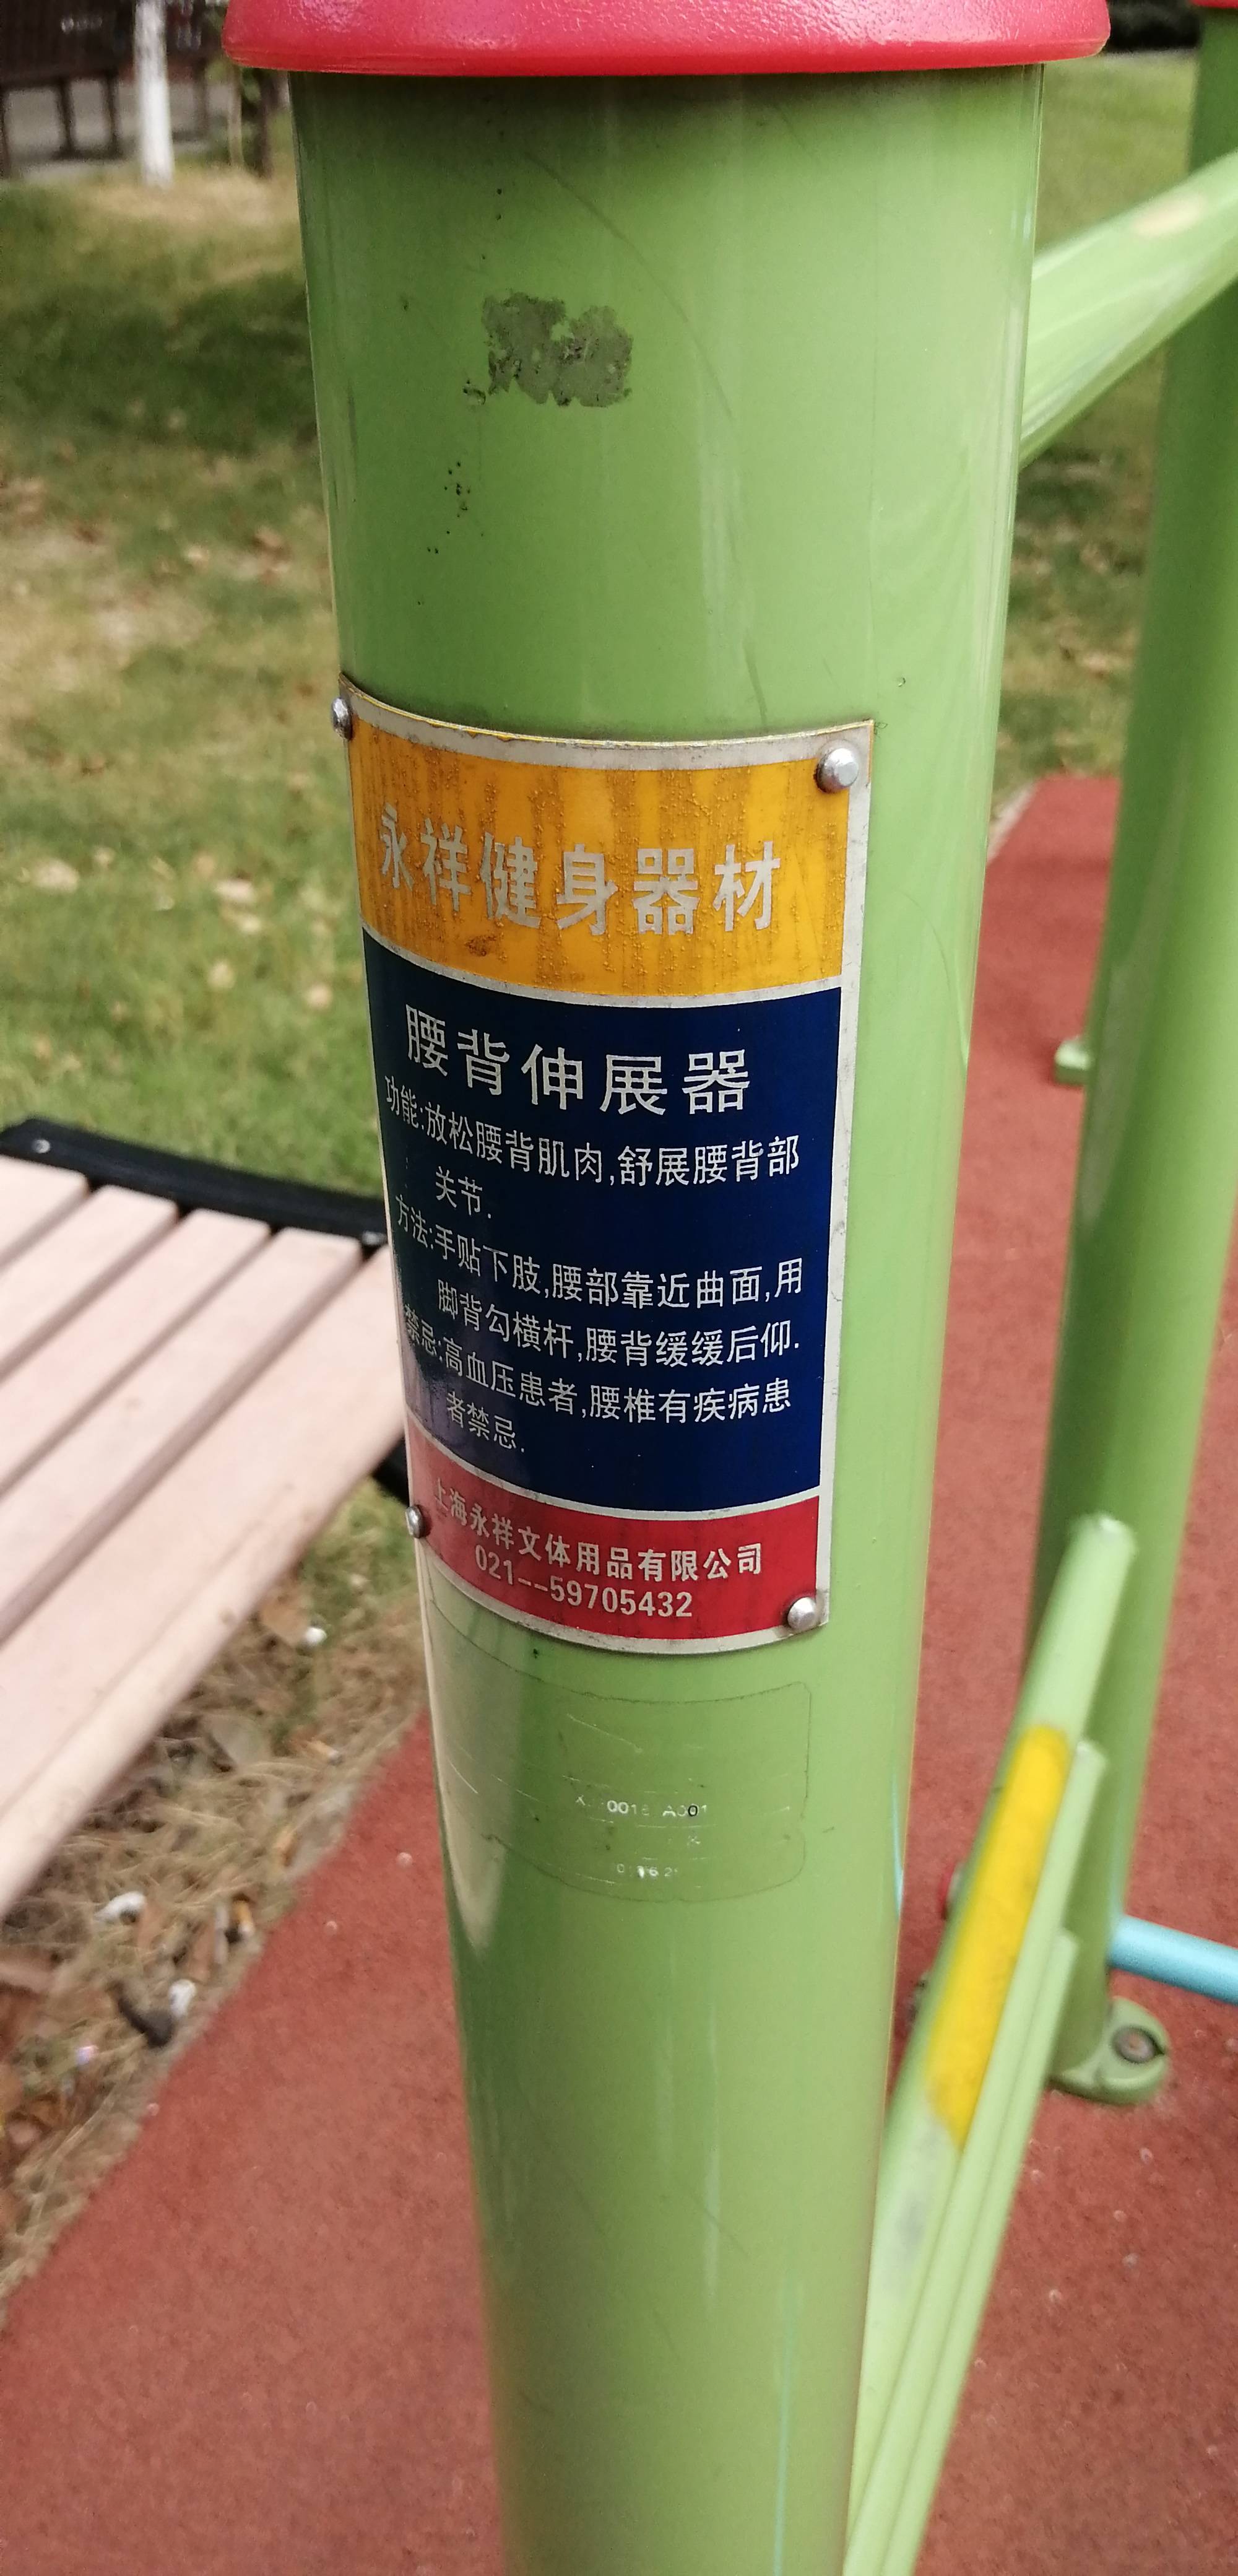 永祥健身器材
腰背伸展器
功能:放松腰背肌肉,舒展腰背部
关节.
方法:手贴下肢,腰部靠近曲面,用
脚背勾横杆,腰背缓缓后仰.
禁忌:高血压患者,腰椎有疾病患
者禁忌.
上海永祥文体用品有限公司
021--59705432